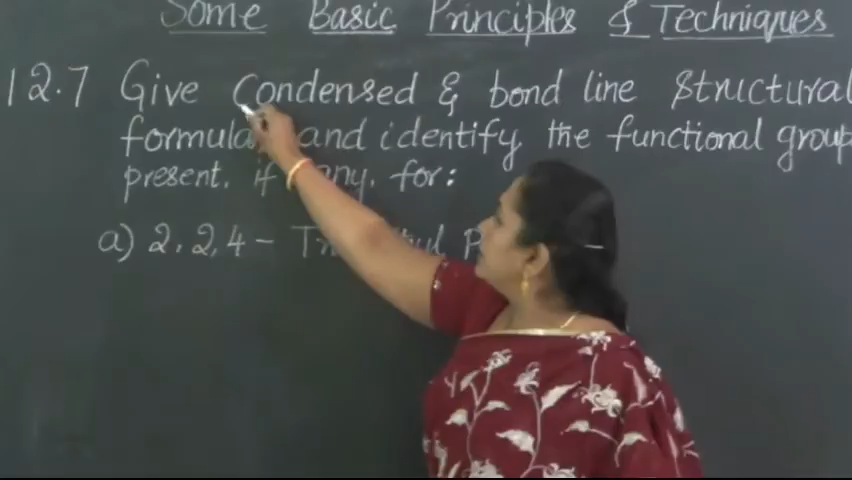 Some Basic Principles & Techniques
12.7 Give Condensed & bond line Structural
formula and identify the functional group
present, if any, for:
a) 2,2,4 -